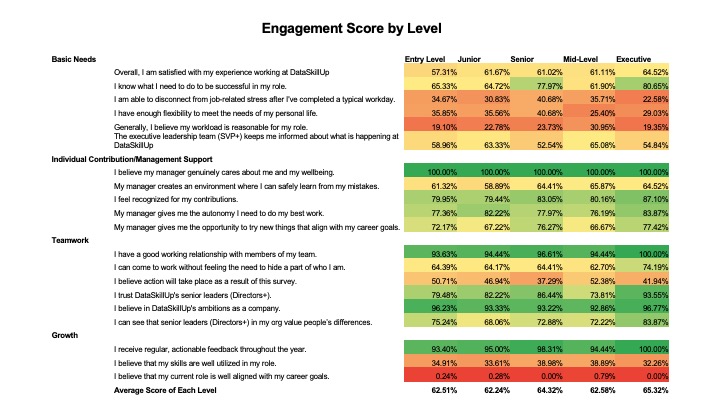 Engagement Score by Level
Basic Needs Entry Level Junior Senior Mid-Level Executive
Overall, I am satisfied with my experience working at DataSkillUp 57.31% 61.67% 61.02% 61.11% 64.52%
I know what I need to do to be successful in my role. 65.33% 64.72% 77.97% 61.90% 80.65%
I am able to disconnect from job-related stress after I've completed a typical workday. 34.67% 30.83% 40.68% 35.71% 22.58%
I have enough flexibility to meet the needs of my personal life. 35.85% 35.56% 40.68% 25.40% 29.03%
Generally, I believe my workload is reasonable for my role. 19.10% 22.78% 23.73% 30.95% 19.35%
The executive leadership team (SVP+) keeps me informed about what is happening at
DataSkillUp 58.96% 63.33% 52.54% 65.08% 54.84%
Individual Contribution/Management Support
I believe my manager genuinely cares about me and my wellbeing. 100.00% 100.00% 100.00% 100.00% 100.00%
My manager creates an environment where I can safely learn from my mistakes. 61.32% 58.89% 64.41% 65.87% 64.52%
I feel recognized for my contributions. 79.95% 79.44% 83.05% 80.16% 87.10%
My manager gives me the autonomy I need to do my best work. 77.36% 82.22% 77.97% 76.19% 83.87%
My manager gives me the opportunity to try new things that align with my career goals. 72.17% 67.22% 76.27% 66.67% 77.42%
Teamwork
I have a good working relationship with members of my team. 93.63% 94.44% 96.61% 94.44% 100.00%
I can come to work without feeling the need to hide a part of who I am. 64.39% 64.17% 64.41% 62.70% 74.19%
I believe action will take place as a result of this survey. 50.71% 46.94% 37.29% 52.38% 41.94%
I trust DataSkillUp's senior leaders (Directors+). 79.48% 82.22% 86.44% 73.81% 93.55%
I believe in DataSkillUp's ambitions as a company. 96.23% 93.33% 93.22% 92.86% 96.77%
I can see that senior leaders (Directors+) in my org value people's differences. 75.24% 68.06% 72.88% 72.22% 83.87%
Growth
I receive regular, actionable feedback throughout the year. 93.40% 95.00% 98.31% 94.44% 100.00%
I believe that my skills are well utilized in my role. 34.91% 33.61% 38.98% 38.89% 32.26%
I believe that my current role is well aligned with my career goals. 0.24% 0.28% 0.00% 0.79% 0.00%
Average Score of Each Level 62.51% 62.24% 64.32% 62.58% 65.32%